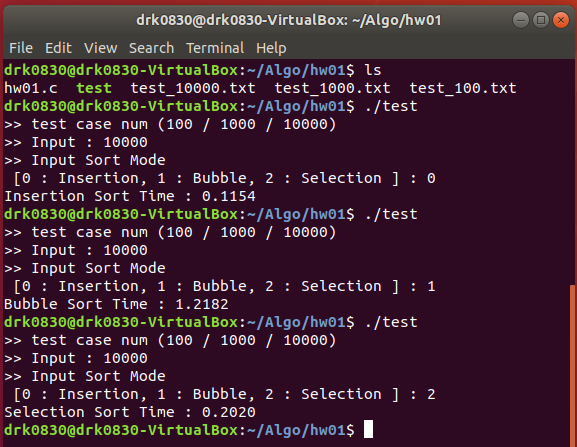 drk0830@drk0830-VirtualBox: ~/Algo/hw01
File Edit View Search Terminal Help
drk0830@drk0830-VirtualBox:~/Algo/hw01$ ls
hw01.c  test  test_10000.txt  test_1000.txt  test_100.txt
drk0830@drk0830-VirtualBox:~/Algo/hw01$ ./test
>> test case num (100 / 1000 / 10000)
>> Input : 10000
>> Input Sort Mode
 [0 : Insertion, 1 : Bubble, 2 : Selection ] : 0
Insertion Sort Time : 0.1154
drk0830@drk0830-VirtualBox:~/Algo/hw01$ ./test
>> test case num (100 / 1000 / 10000)
>> Input : 10000
>> Input Sort Mode
 [0 : Insertion, 1 : Bubble, 2 : Selection ] : 1
Bubble Sort Time : 1.2182
drk0830@drk0830-VirtualBox:~/Algo/hw01$ ./test
>> test case num (100 / 1000 / 10000)
>> Input : 10000
>> Input Sort Mode
 [0 : Insertion, 1 : Bubble, 2 : Selection ] : 2
Selection Sort Time : 0.2020
drk0830@drk0830-VirtualBox:~/Algo/hw01$